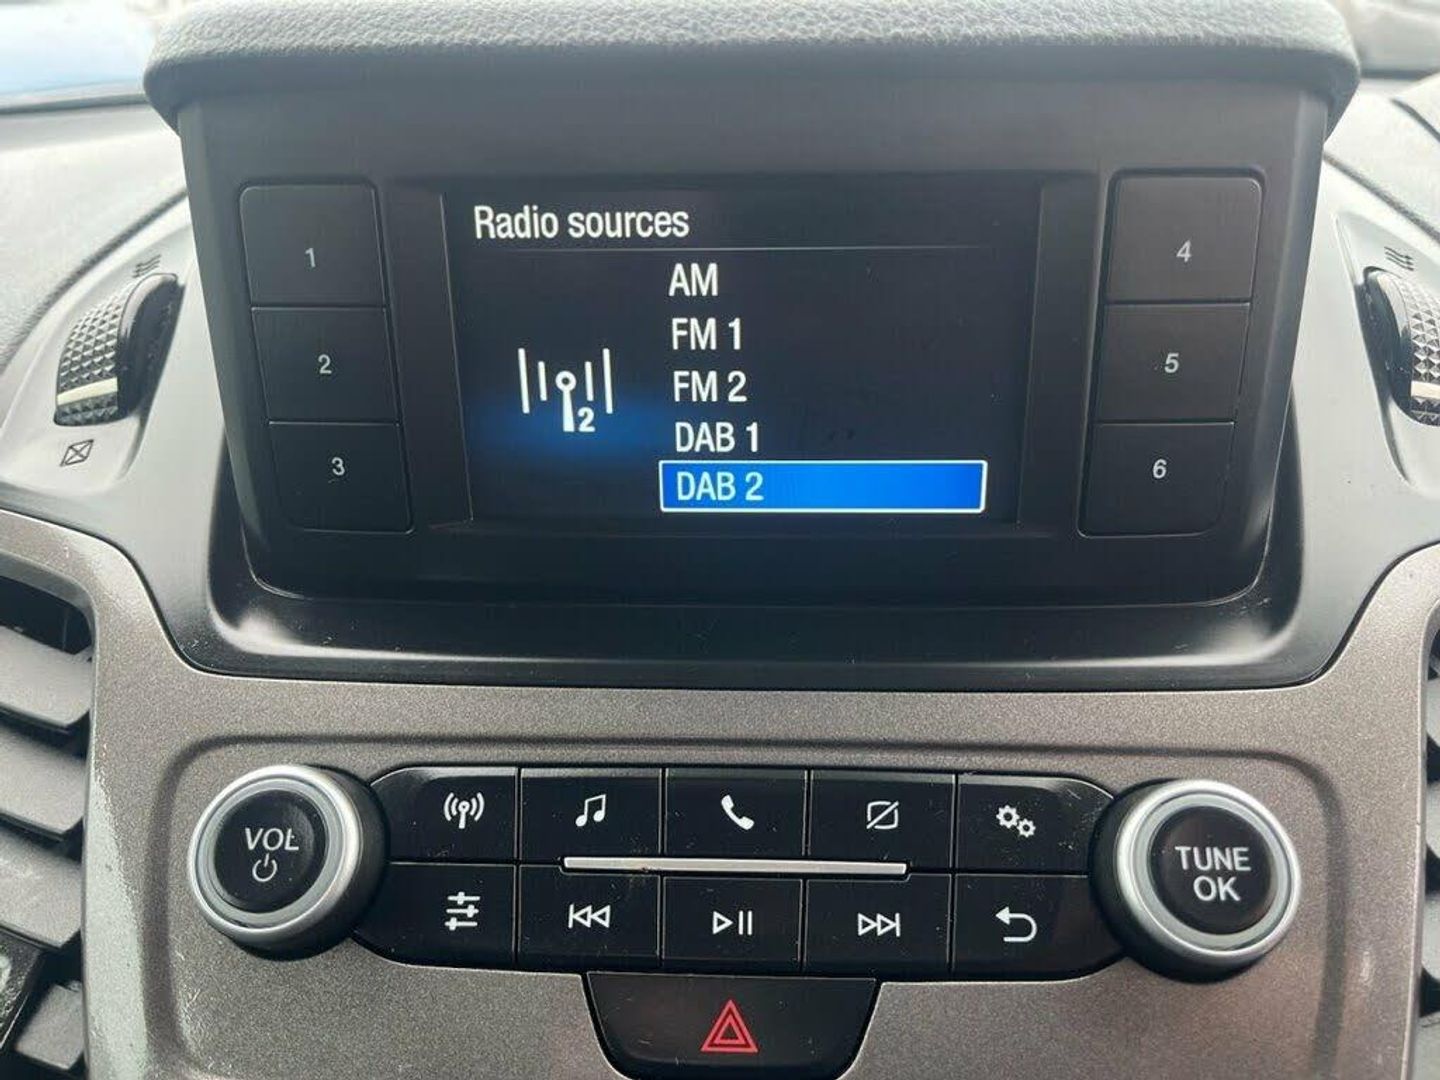 Radio sources
AM
FM 1
FM 2
DAB 1
DAB 2
2
1
2
3
4
5
6
VOL
TUNE
OK